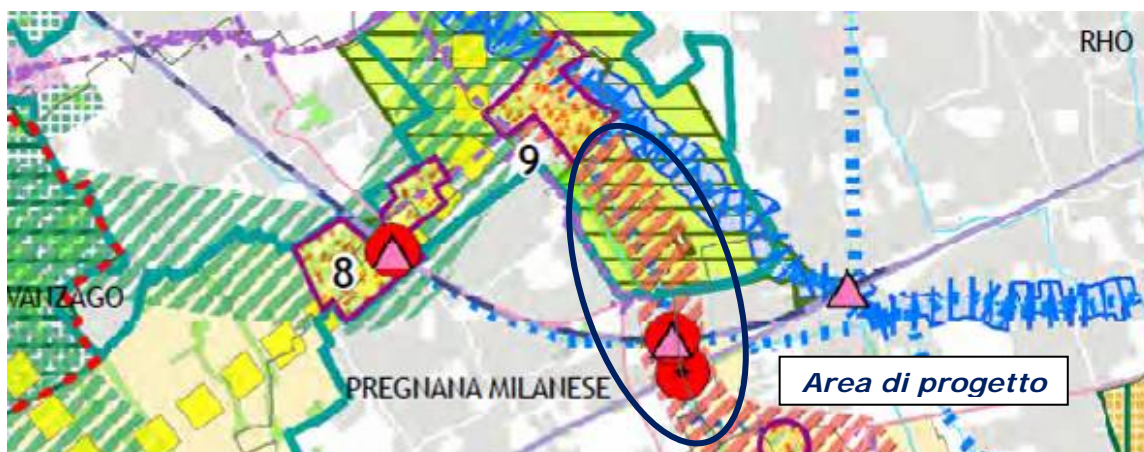 RHO
9
8
VANZAGO
PREGNANA MILANESE
Area di progetto